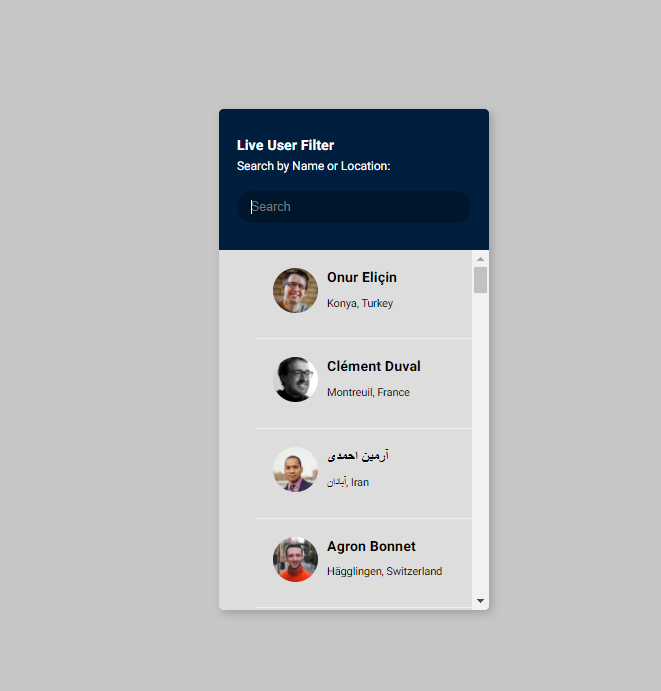 Live User Filter
Search by Name or Location:
Search
Onur Eliçin
Konya, Turkey
Clément Duval
Montreuil, France
آرمین احمدی
آبادان, Iran
Agron Bonnet
Hägglingen, Switzerland